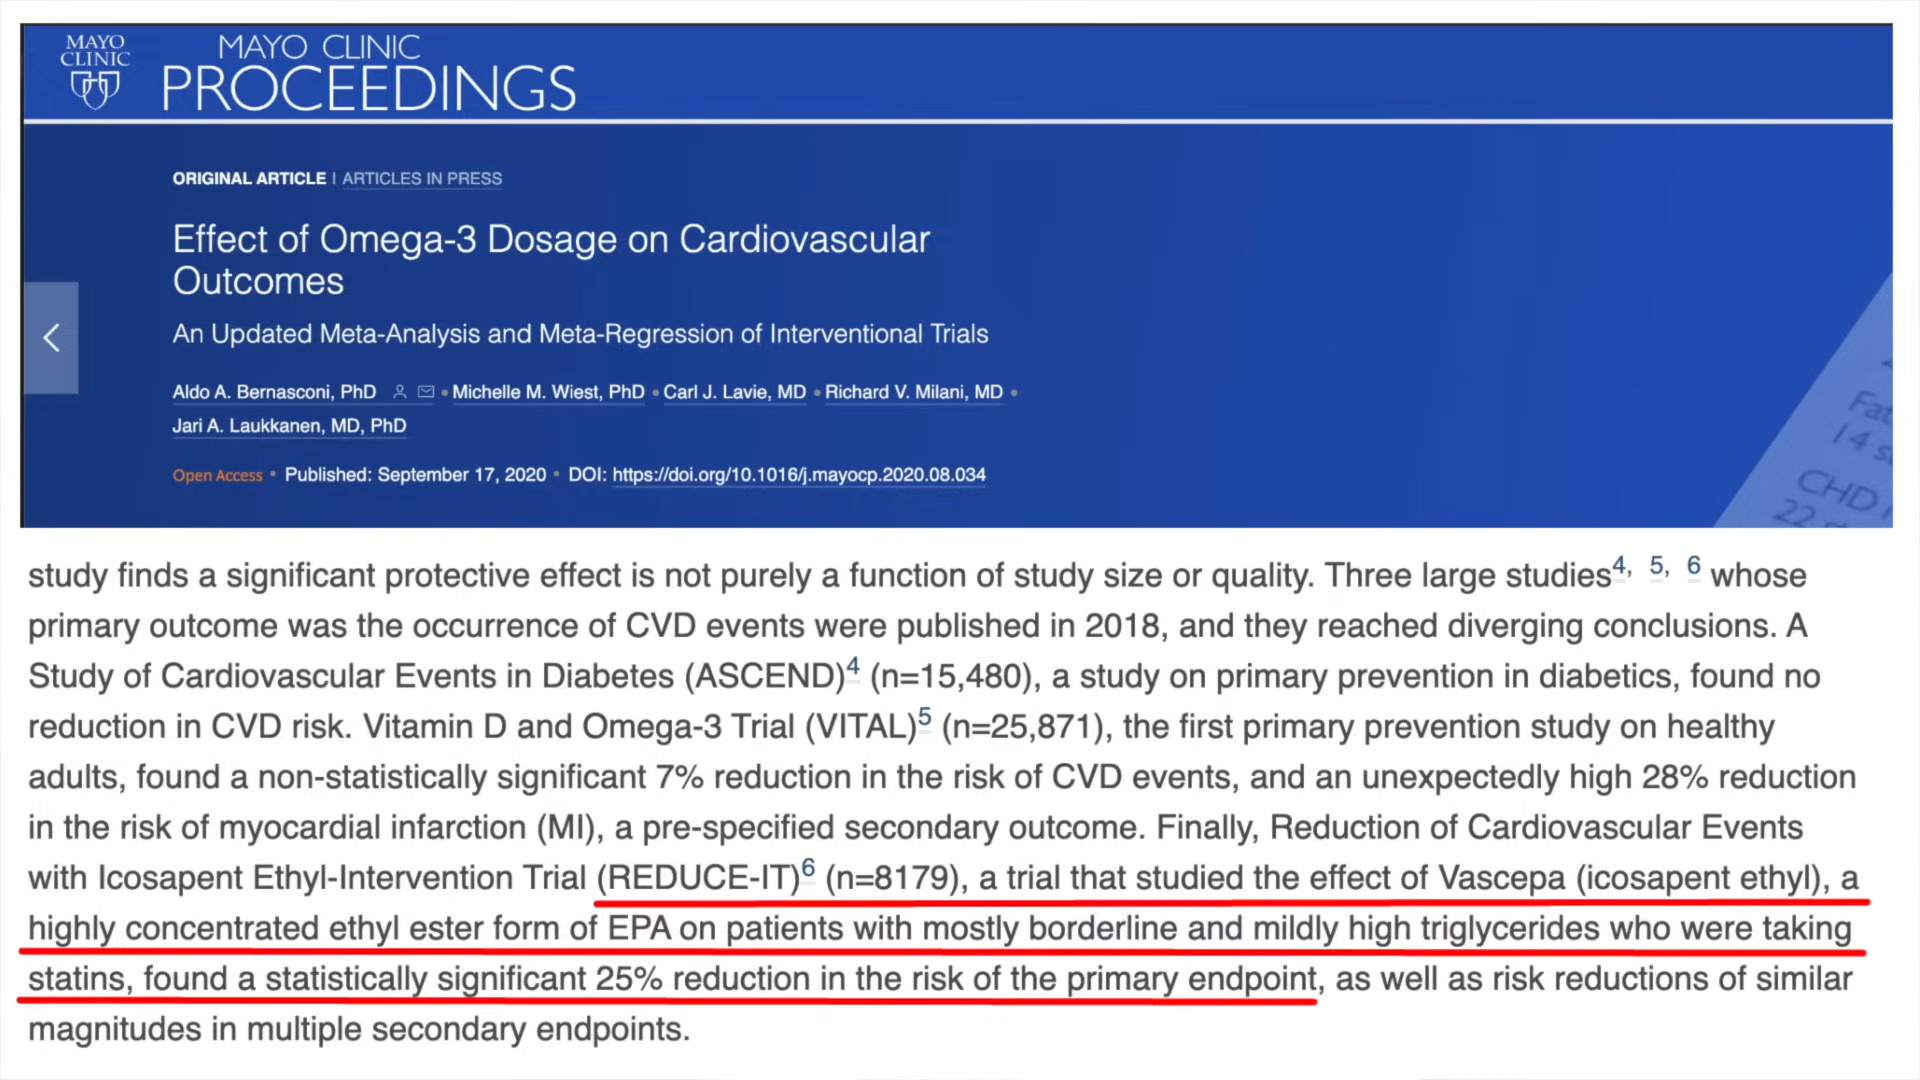 MAYO
CLINIC
MAYO CLINIC
PROCEEDINGS
ORIGINAL ARTICLE | ARTICLES IN PRESS
Effect of Omega-3 Dosage on Cardiovascular
Outcomes
An Updated Meta-Analysis and Meta-Regression of Interventional Trials
Aldo A. Bernasconi, PhD • Michelle M. Wiest, PhD • Carl J. Lavie, MD • Richard V. Milani, MD •
Jari A. Laukkanen, MD, PhD
Open Access • Published: September 17, 2020 • DOI: https://doi.org/10.1016/j.mayocp.2020.08.034
14
CHD
22
study finds a significant protective effect is not purely a function of study size or quality. Three large studies4, 5, 6 whose
primary outcome was the occurrence of CVD events were published in 2018, and they reached diverging conclusions. A
Study of Cardiovascular Events in Diabetes (ASCEND)4 (n=15,480), a study on primary prevention in diabetics, found no
reduction in CVD risk. Vitamin D and Omega-3 Trial (VITAL)5 (n=25,871), the first primary prevention study on healthy
adults, found a non-statistically significant 7% reduction in the risk of CVD events, and an unexpectedly high 28% reduction
in the risk of myocardial infarction (MI), a pre-specified secondary outcome. Finally, Reduction of Cardiovascular Events
with Icosapent Ethyl-Intervention Trial (REDUCE-IT)6 (n=8179), a trial that studied the effect of Vascepa (icosapent ethyl), a
highly concentrated ethyl ester form of EPA on patients with mostly borderline and mildly high triglycerides who were taking
statins, found a statistically significant 25% reduction in the risk of the primary endpoint, as well as risk reductions of similar
magnitudes in multiple secondary endpoints.